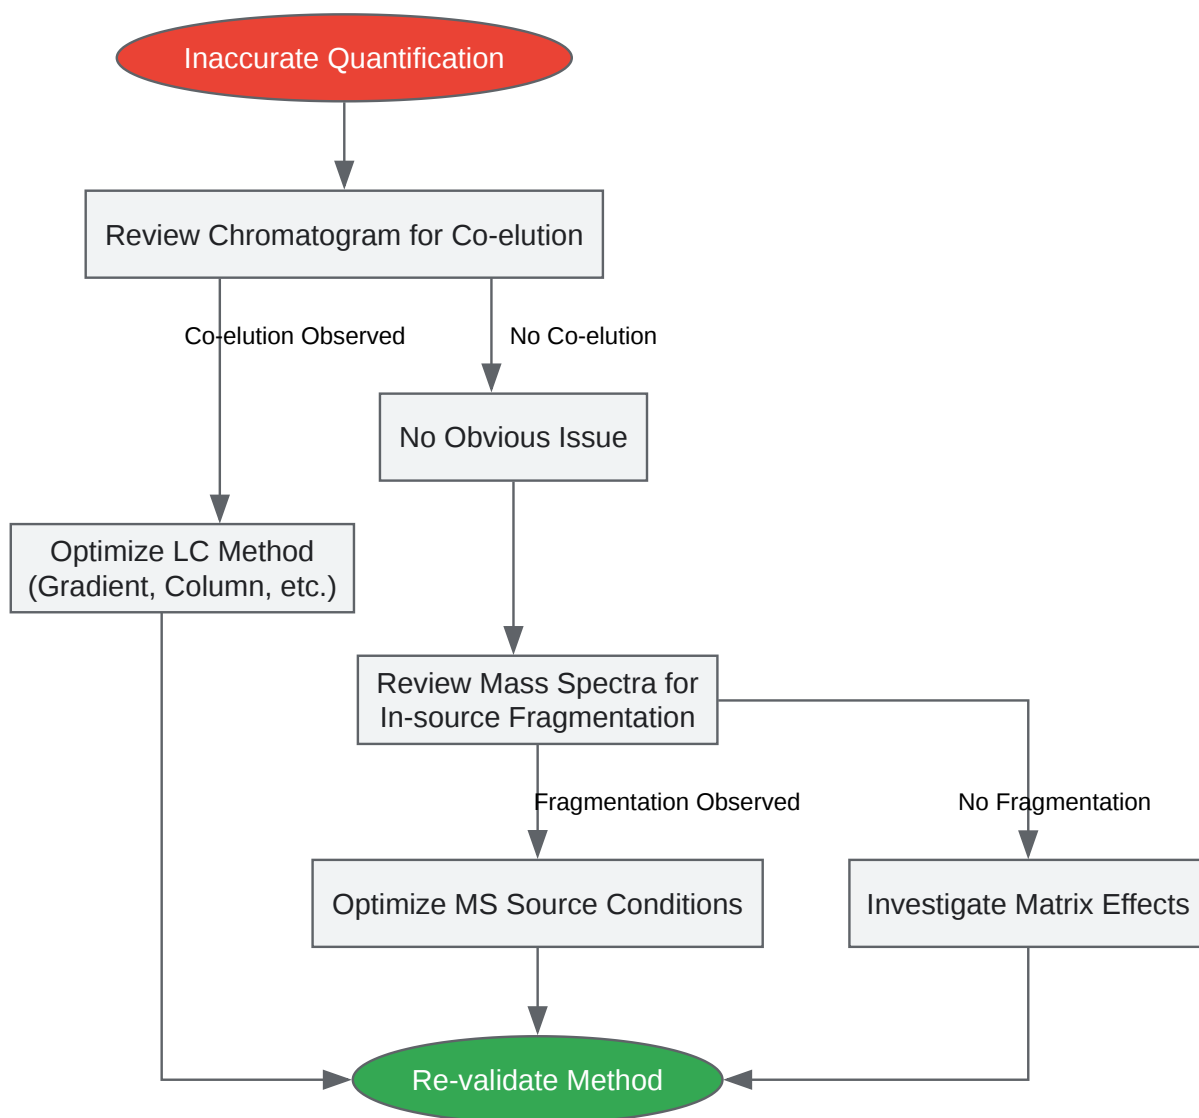 Inaccurate Quantification
Review Chromatogram for Co-elution
Co-elution Observed
No Co-elution
No Obvious Issue
Optimize LC Method
(Gradient, Column, etc.)
Review Mass Spectra for
In-source Fragmentation
Fragmentation Observed
No Fragmentation
Optimize MS Source Conditions
Investigate Matrix Effects
Re-validate Method